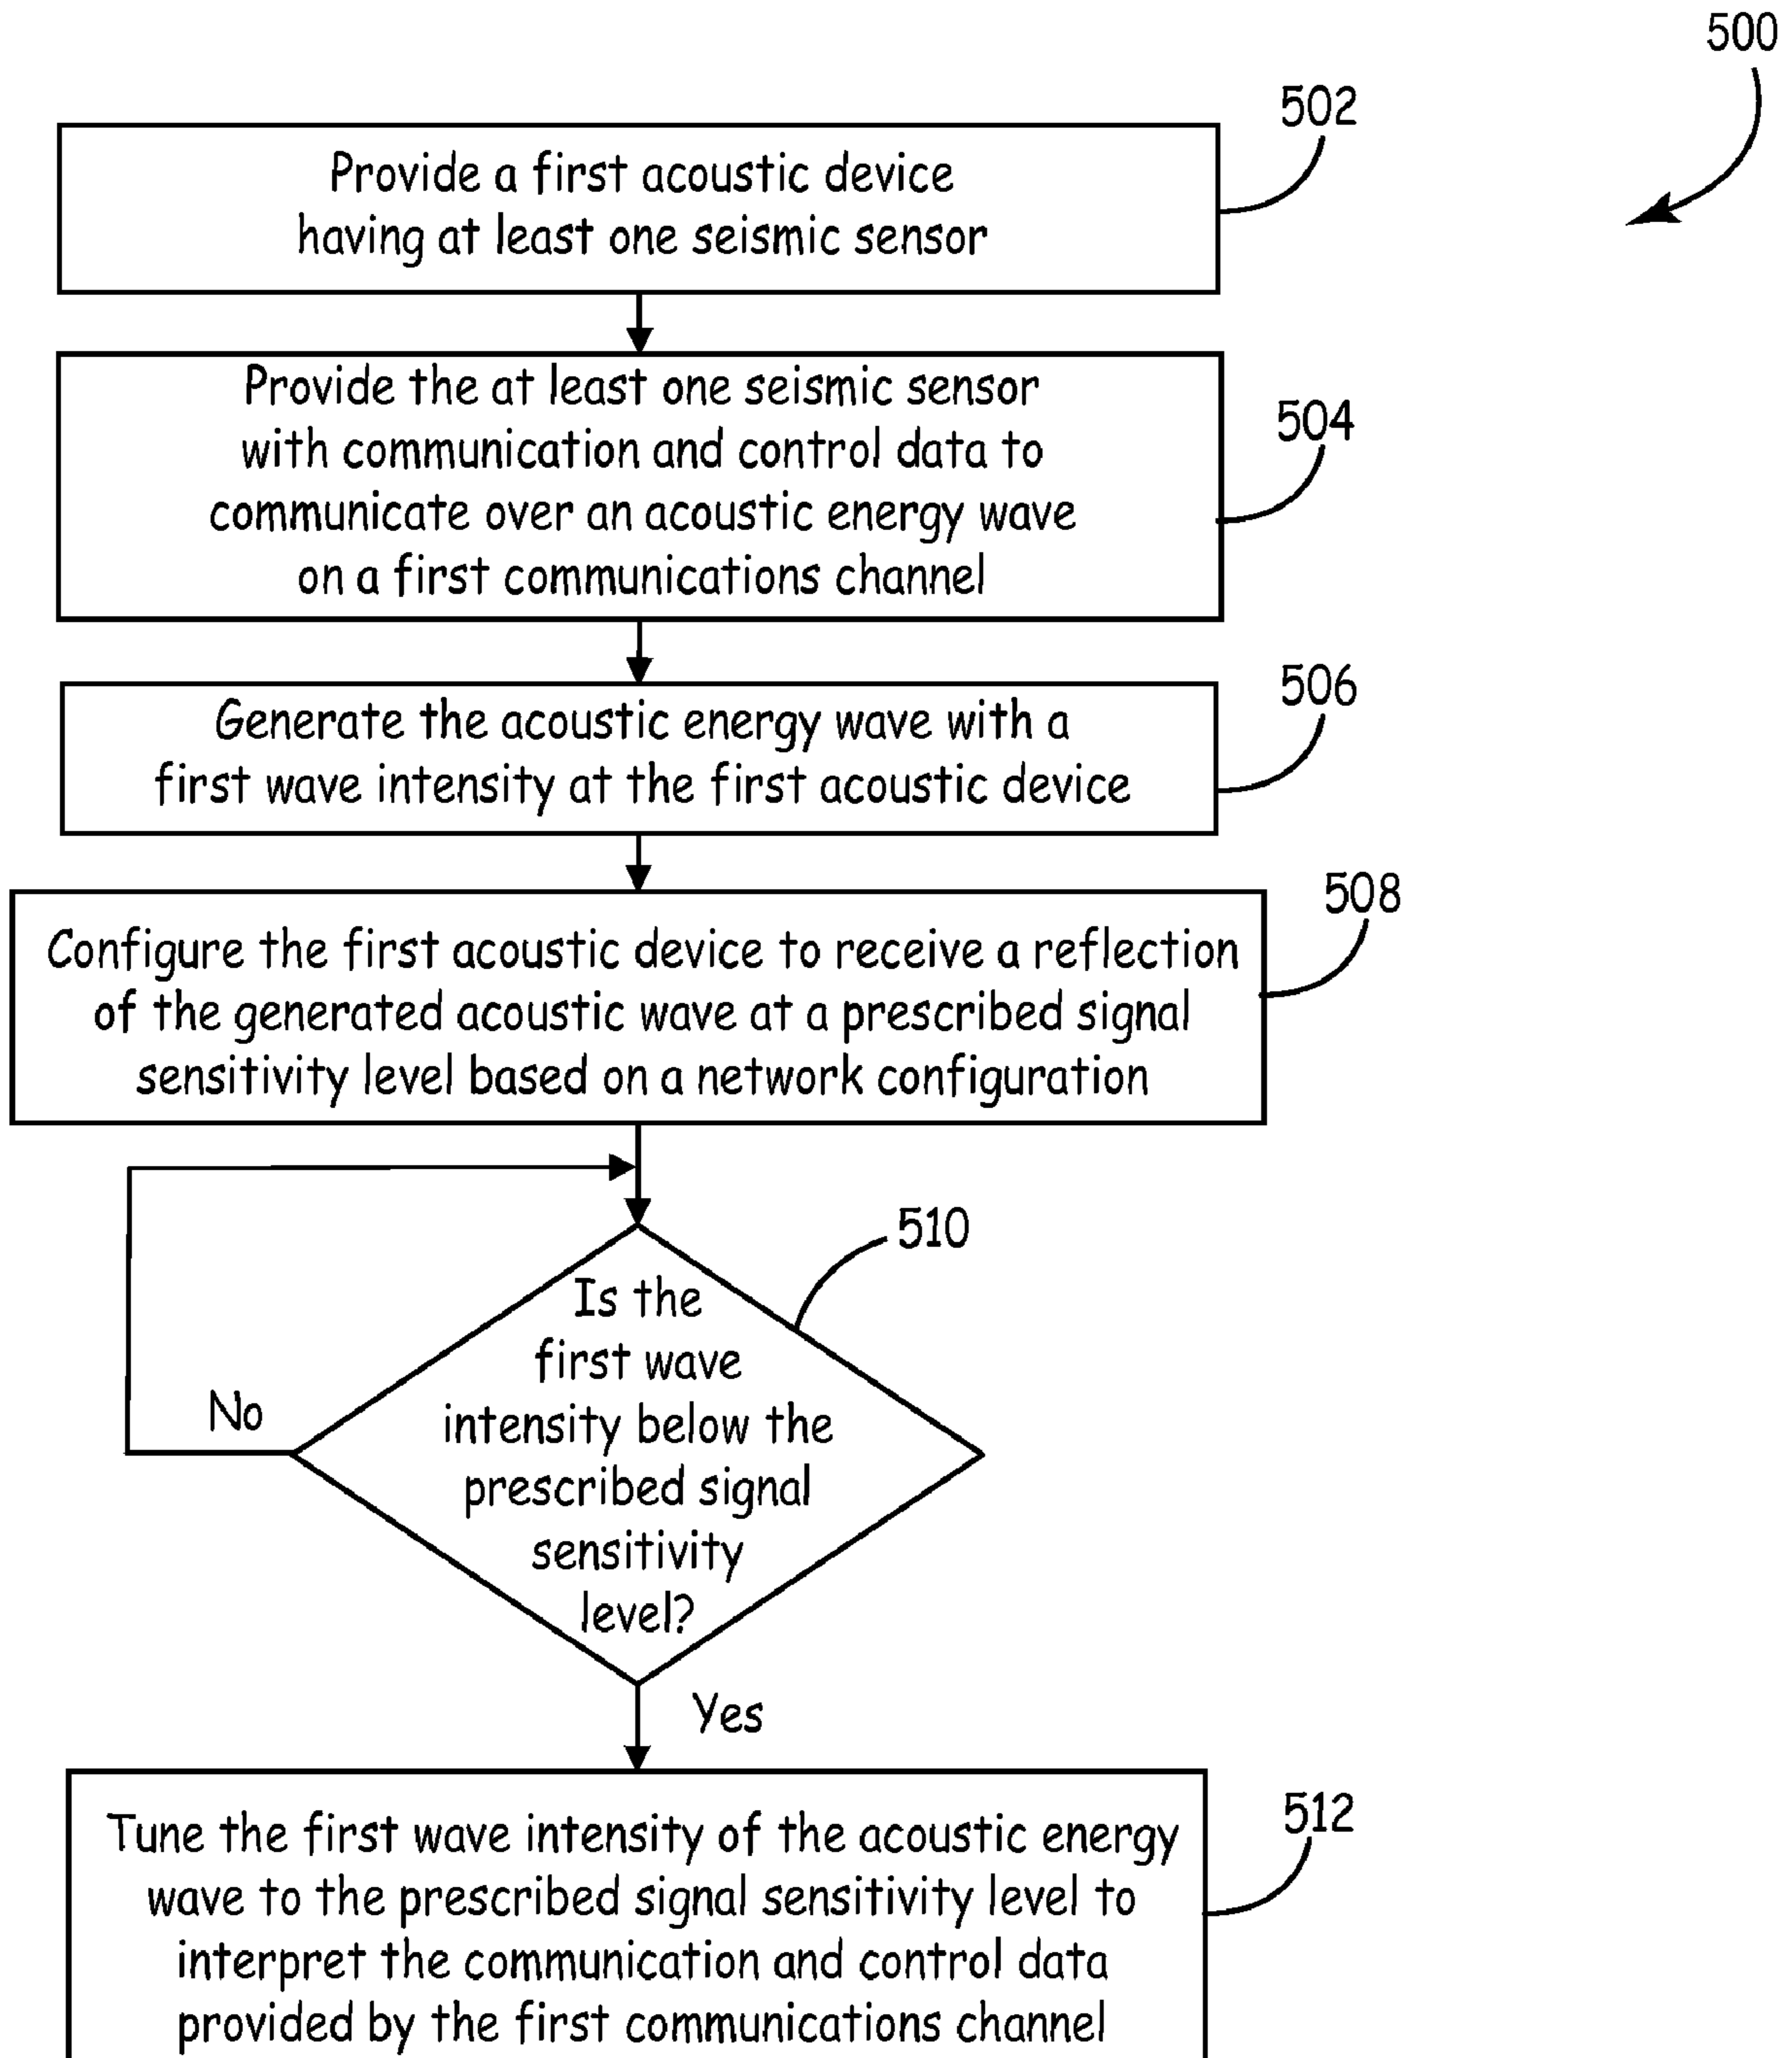 500
502
Provide a first acoustic device
having at least one seismic sensor
504
Provide the at least one seismic sensor
with communication and control data to
communicate over an acoustic energy wave
on a first communications channel
506
Generate the acoustic energy wave with a
first wave intensity at the first acoustic device
508
Configure the first acoustic device to receive a reflection
of the generated acoustic wave at a prescribed signal
sensitivity level based on a network configuration
510
Is the
first wave
intensity below the
prescribed signal
sensitivity
level?
No
Yes
512
Tune the first wave intensity of the acoustic energy
wave to the prescribed signal sensitivity level to
interpret the communication and control data
provided by the first communications channel